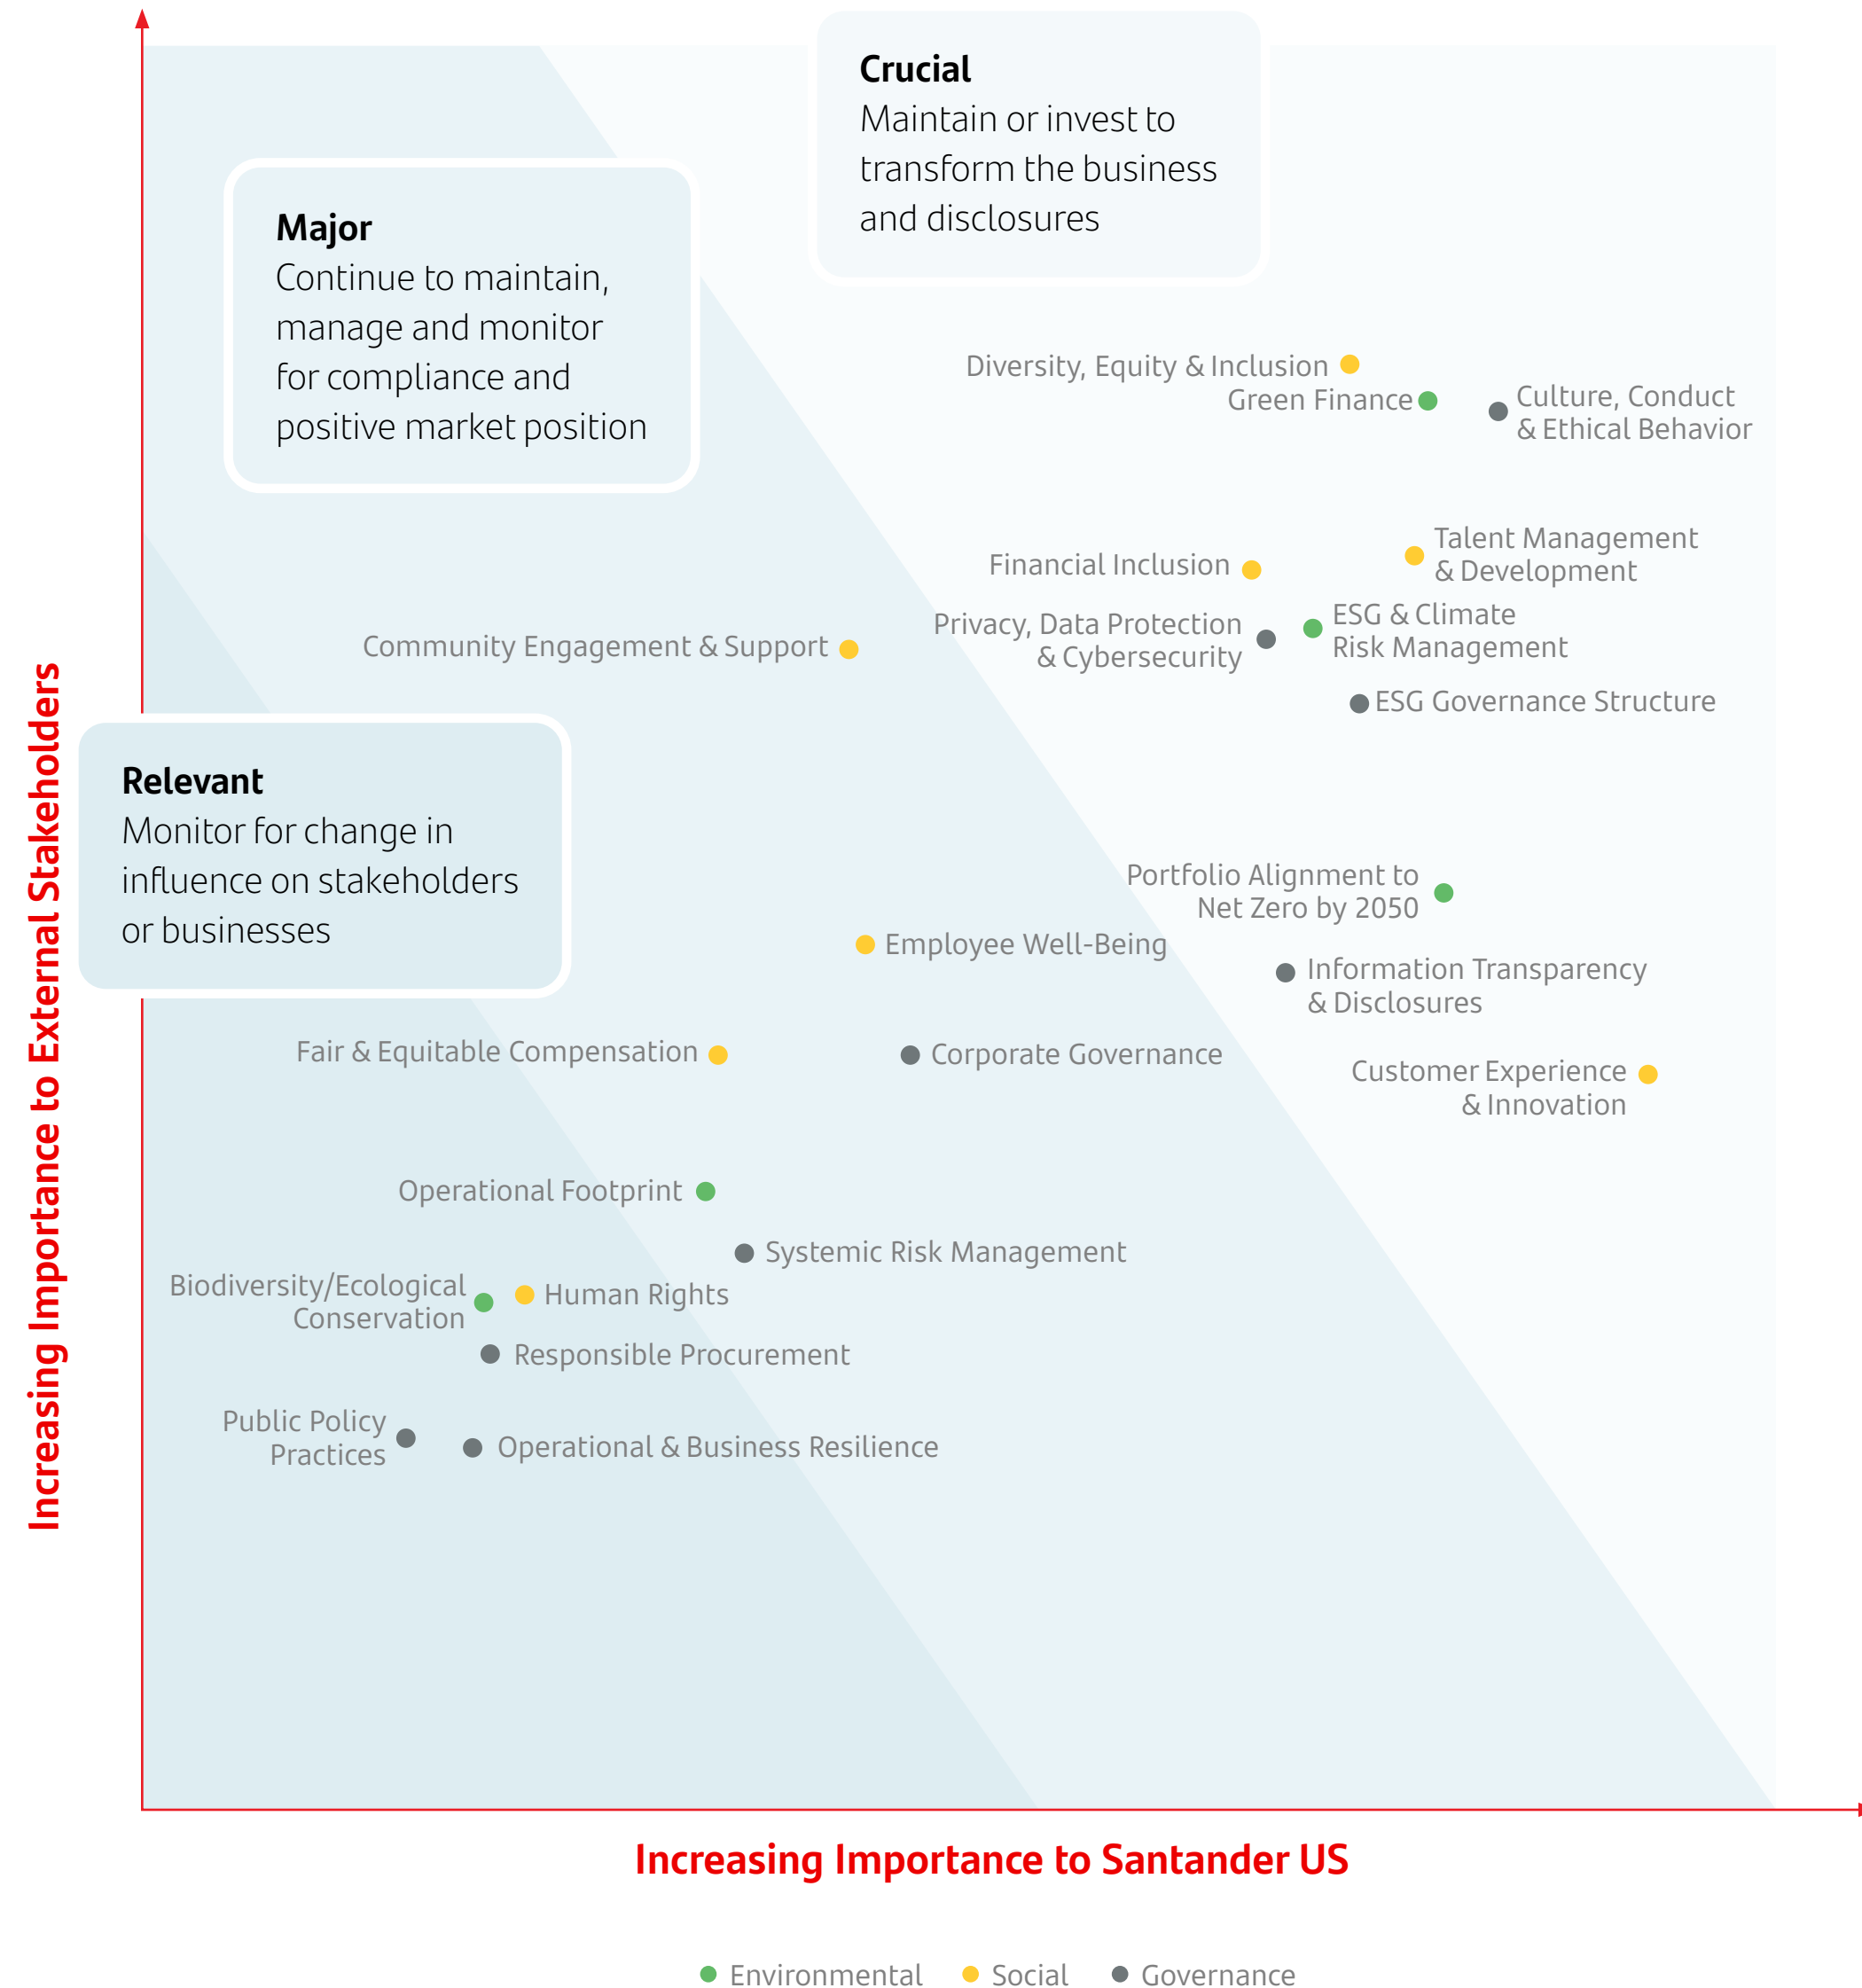 Crucial
Maintain or invest to
transform the business
and disclosures
Major
Continue to maintain,
manage and monitor
for compliance and
positive market position
Relevant
Monitor for change in
influence on stakeholders
or businesses
Diversity, Equity & Inclusion
Green Finance
Culture, Conduct
& Ethical Behavior
Talent Management
& Development
Financial Inclusion
Privacy, Data Protection
& Cybersecurity
ESG & Climate
Risk Management
Community Engagement & Support
ESG Governance Structure
Portfolio Alignment to
Net Zero by 2050
Employee Well-Being
Information Transparency
& Disclosures
Fair & Equitable Compensation
Corporate Governance
Customer Experience
& Innovation
Operational Footprint
Systemic Risk Management
Biodiversity/Ecological
Conservation
Human Rights
Responsible Procurement
Public Policy
Practices
Operational & Business Resilience
Increasing Importance to External Stakeholders
Increasing Importance to Santander US
Environmental
Social
Governance